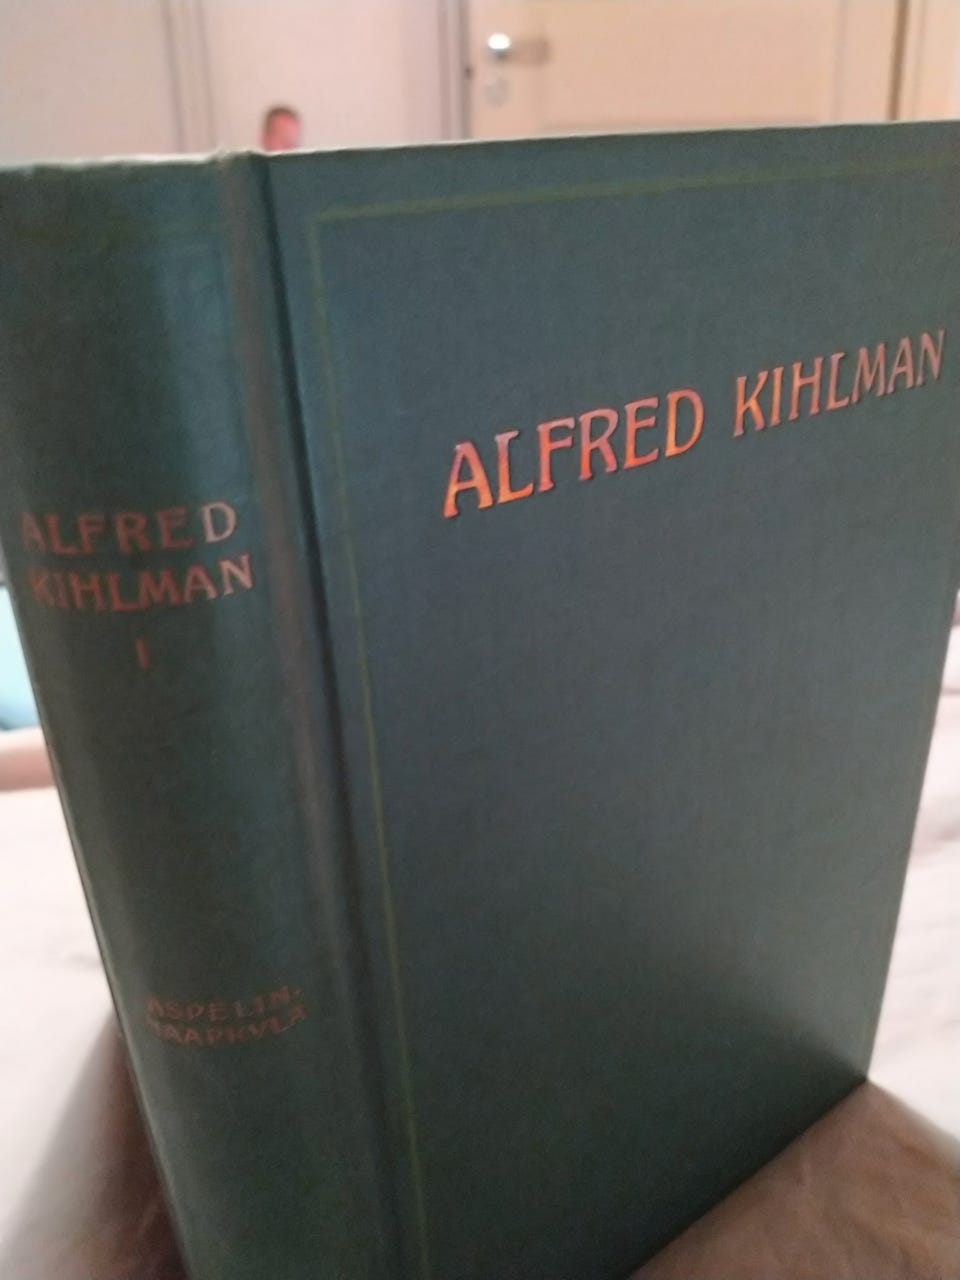 ALFRED KIHLMAN
ALFRED
KIHLMAN
I
ASPELIN-
HAAPKYLÄ